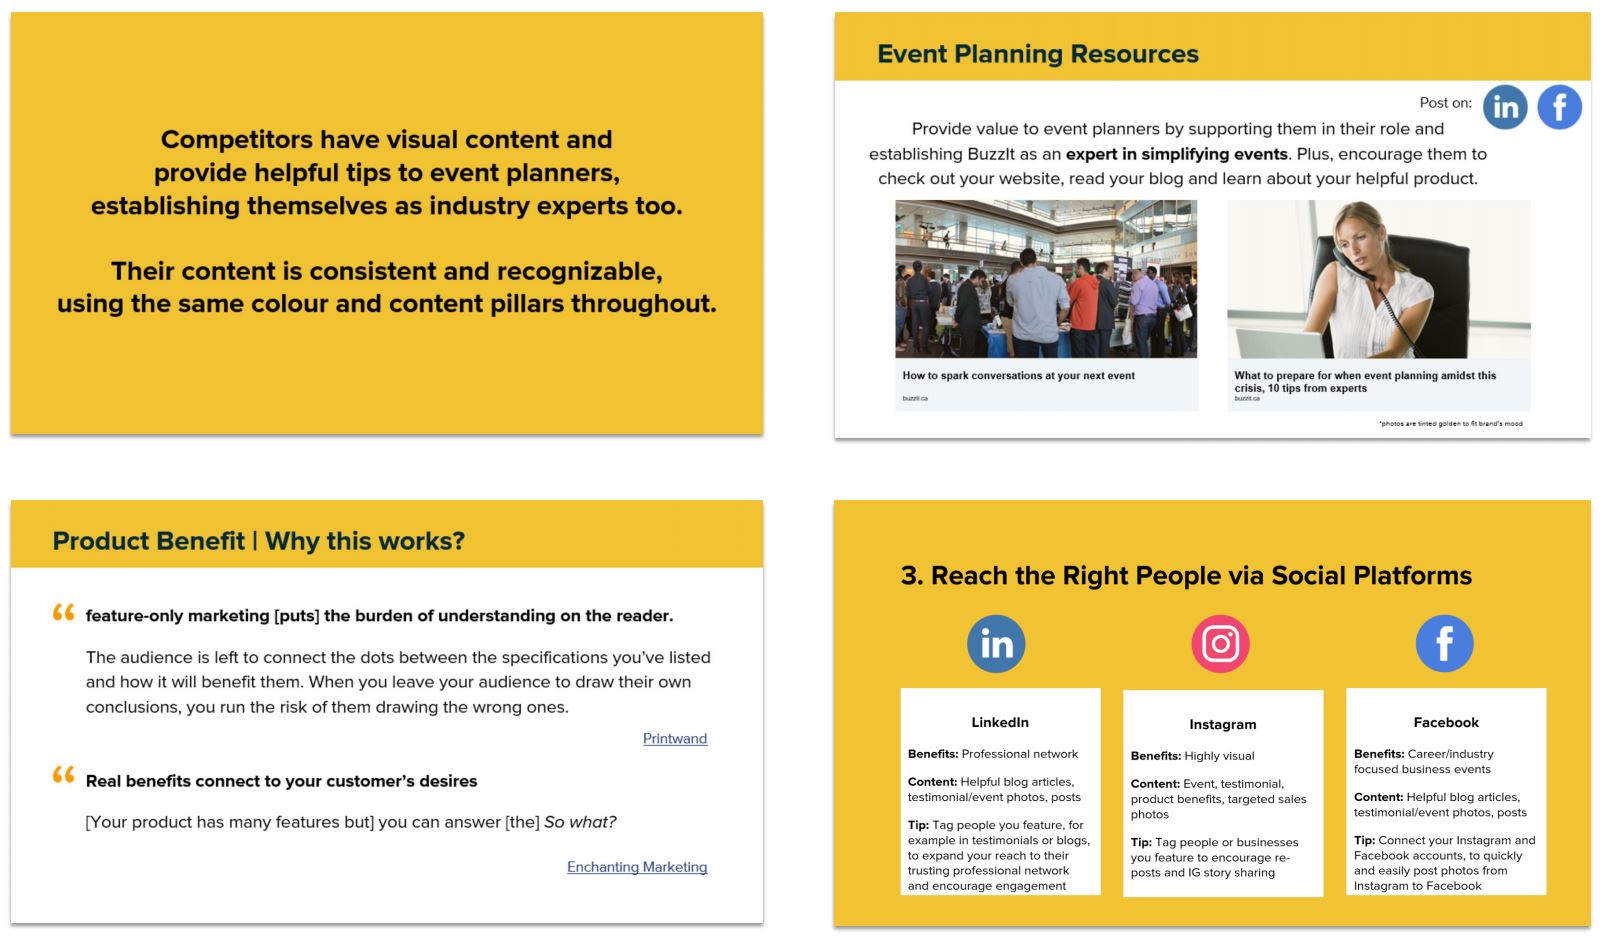 Competitors have visual content and
provide helpful tips to event planners,
establishing themselves as industry experts too.
Their content is consistent and recognizable,
using the same colour and content pillars throughout.
Event Planning Resources
Post on:
in
f
Provide value to event planners by supporting them in their role and
establishing BuzzIt as an expert in simplifying events. Plus, encourage them to
check out your website, read your blog and learn about your helpful product.
How to spark conversations at your next event
buzzit.ca
What to prepare for when event planning amidst this
crisis, 10 tips from experts
buzzit.ca
*photos are tinted golden to fit brand's mood
Product Benefit | Why this works?
“ feature-only marketing [puts] the burden of understanding on the reader.
The audience is left to connect the dots between the specifications you’ve listed
and how it will benefit them. When you leave your audience to draw their own
conclusions, you run the risk of them drawing the wrong ones.
Printwand
“ Real benefits connect to your customer’s desires
[Your product has many features but] you can answer [the] So what?
Enchanting Marketing
3. Reach the Right People via Social Platforms
in
f
LinkedIn
Benefits: Professional network
Content: Helpful blog articles,
testimonial/event photos, posts
Tip: Tag people you feature, for
example in testimonials or blogs,
to expand your reach to their
trusting professional network
and encourage engagement
Instagram
Benefits: Highly visual
Content: Event, testimonial,
product benefits, targeted sales
photos
Tip: Tag people or businesses
you feature to encourage re-
posts and IG story sharing
Facebook
Benefits: Career/industry
focused business events
Content: Helpful blog articles,
testimonial/event photos, posts
Tip: Connect your Instagram and
Facebook accounts, to quickly
and easily post photos from
Instagram to Facebook